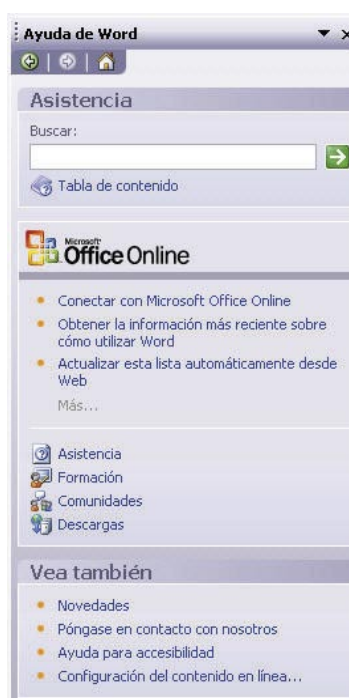 Ayuda de Word
Asistencia
Buscar:
Tabla de contenido
Microsoft
Office Online
Conectar con Microsoft Office Online
Obtener la información más reciente sobre
cómo utilizar Word
Actualizar esta lista automáticamente desde
Web
Más...
Asistencia
Formación
Comunidades
Descargas
Vea también
Novedades
Póngase en contacto con nosotros
Ayuda para accesibilidad
Configuración del contenido en línea...